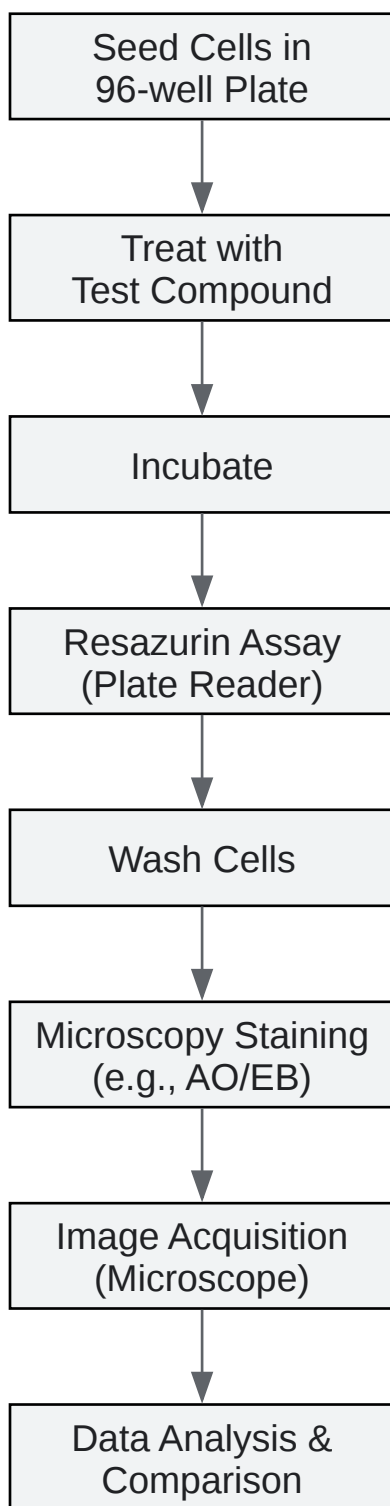 Seed Cells in
96-well Plate
Treat with
Test Compound
Incubate
Resazurin Assay
(Plate Reader)
Wash Cells
Microscopy Staining
(e.g., AO/EB)
Image Acquisition
(Microscope)
Data Analysis &
Comparison